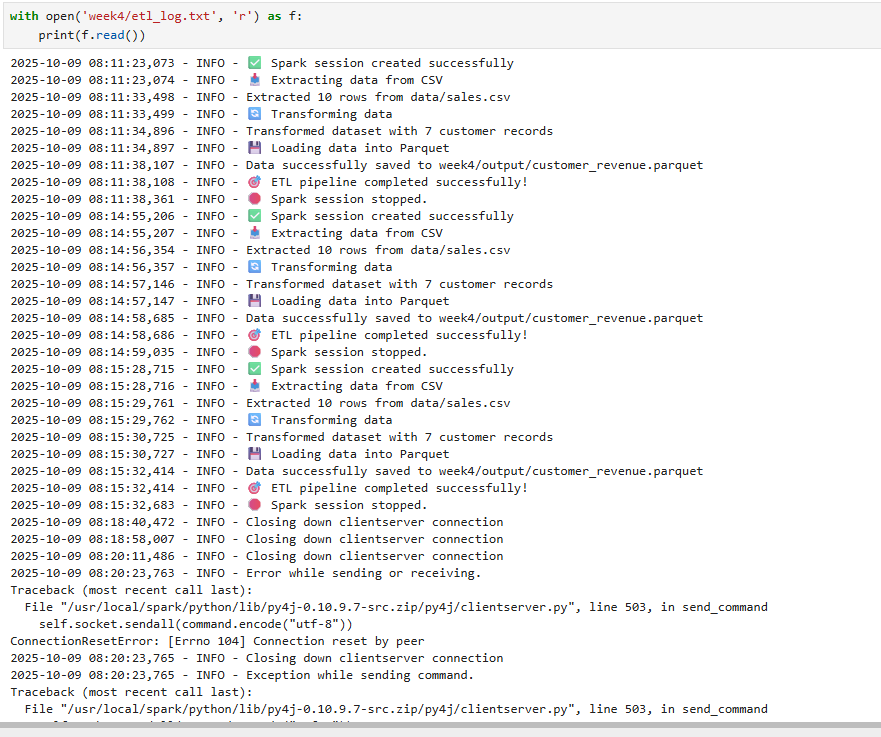 with open('week4/etl_log.txt', 'r') as f:
    print(f.read())
2025-10-09 08:11:23,073 - INFO - ✅ Spark session created successfully
2025-10-09 08:11:23,074 - INFO - 📥 Extracting data from CSV
2025-10-09 08:11:33,498 - INFO - Extracted 10 rows from data/sales.csv
2025-10-09 08:11:33,499 - INFO - 🔄 Transforming data
2025-10-09 08:11:34,896 - INFO - Transformed dataset with 7 customer records
2025-10-09 08:11:34,897 - INFO - 💾 Loading data into Parquet
2025-10-09 08:11:38,107 - INFO - Data successfully saved to week4/output/customer_revenue.parquet
2025-10-09 08:11:38,108 - INFO - 🎯 ETL pipeline completed successfully!
2025-10-09 08:11:38,361 - INFO - 🛑 Spark session stopped.
2025-10-09 08:14:55,206 - INFO - ✅ Spark session created successfully
2025-10-09 08:14:55,207 - INFO - 📥 Extracting data from CSV
2025-10-09 08:14:56,354 - INFO - Extracted 10 rows from data/sales.csv
2025-10-09 08:14:56,357 - INFO - 🔄 Transforming data
2025-10-09 08:14:57,146 - INFO - Transformed dataset with 7 customer records
2025-10-09 08:14:57,147 - INFO - 💾 Loading data into Parquet
2025-10-09 08:14:58,685 - INFO - Data successfully saved to week4/output/customer_revenue.parquet
2025-10-09 08:14:58,686 - INFO - 🎯 ETL pipeline completed successfully!
2025-10-09 08:14:59,035 - INFO - 🛑 Spark session stopped.
2025-10-09 08:15:28,715 - INFO - ✅ Spark session created successfully
2025-10-09 08:15:28,716 - INFO - 📥 Extracting data from CSV
2025-10-09 08:15:29,761 - INFO - Extracted 10 rows from data/sales.csv
2025-10-09 08:15:29,762 - INFO - 🔄 Transforming data
2025-10-09 08:15:30,725 - INFO - Transformed dataset with 7 customer records
2025-10-09 08:15:30,727 - INFO - 💾 Loading data into Parquet
2025-10-09 08:15:32,414 - INFO - Data successfully saved to week4/output/customer_revenue.parquet
2025-10-09 08:15:32,414 - INFO - 🎯 ETL pipeline completed successfully!
2025-10-09 08:15:32,683 - INFO - 🛑 Spark session stopped.
2025-10-09 08:18:40,472 - INFO - Closing down clientserver connection
2025-10-09 08:18:58,007 - INFO - Closing down clientserver connection
2025-10-09 08:20:11,486 - INFO - Closing down clientserver connection
2025-10-09 08:20:23,763 - INFO - Error while sending or receiving.
Traceback (most recent call last):
  File "/usr/local/spark/python/lib/py4j-0.10.9.7-src.zip/py4j/clientserver.py", line 503, in send_command
    self.socket.sendall(command.encode("utf-8"))
ConnectionResetError: [Errno 104] Connection reset by peer
2025-10-09 08:20:23,765 - INFO - Closing down clientserver connection
2025-10-09 08:20:23,765 - INFO - Exception while sending command.
Traceback (most recent call last):
  File "/usr/local/spark/python/lib/py4j-0.10.9.7-src.zip/py4j/clientserver.py", line 503, in send_command